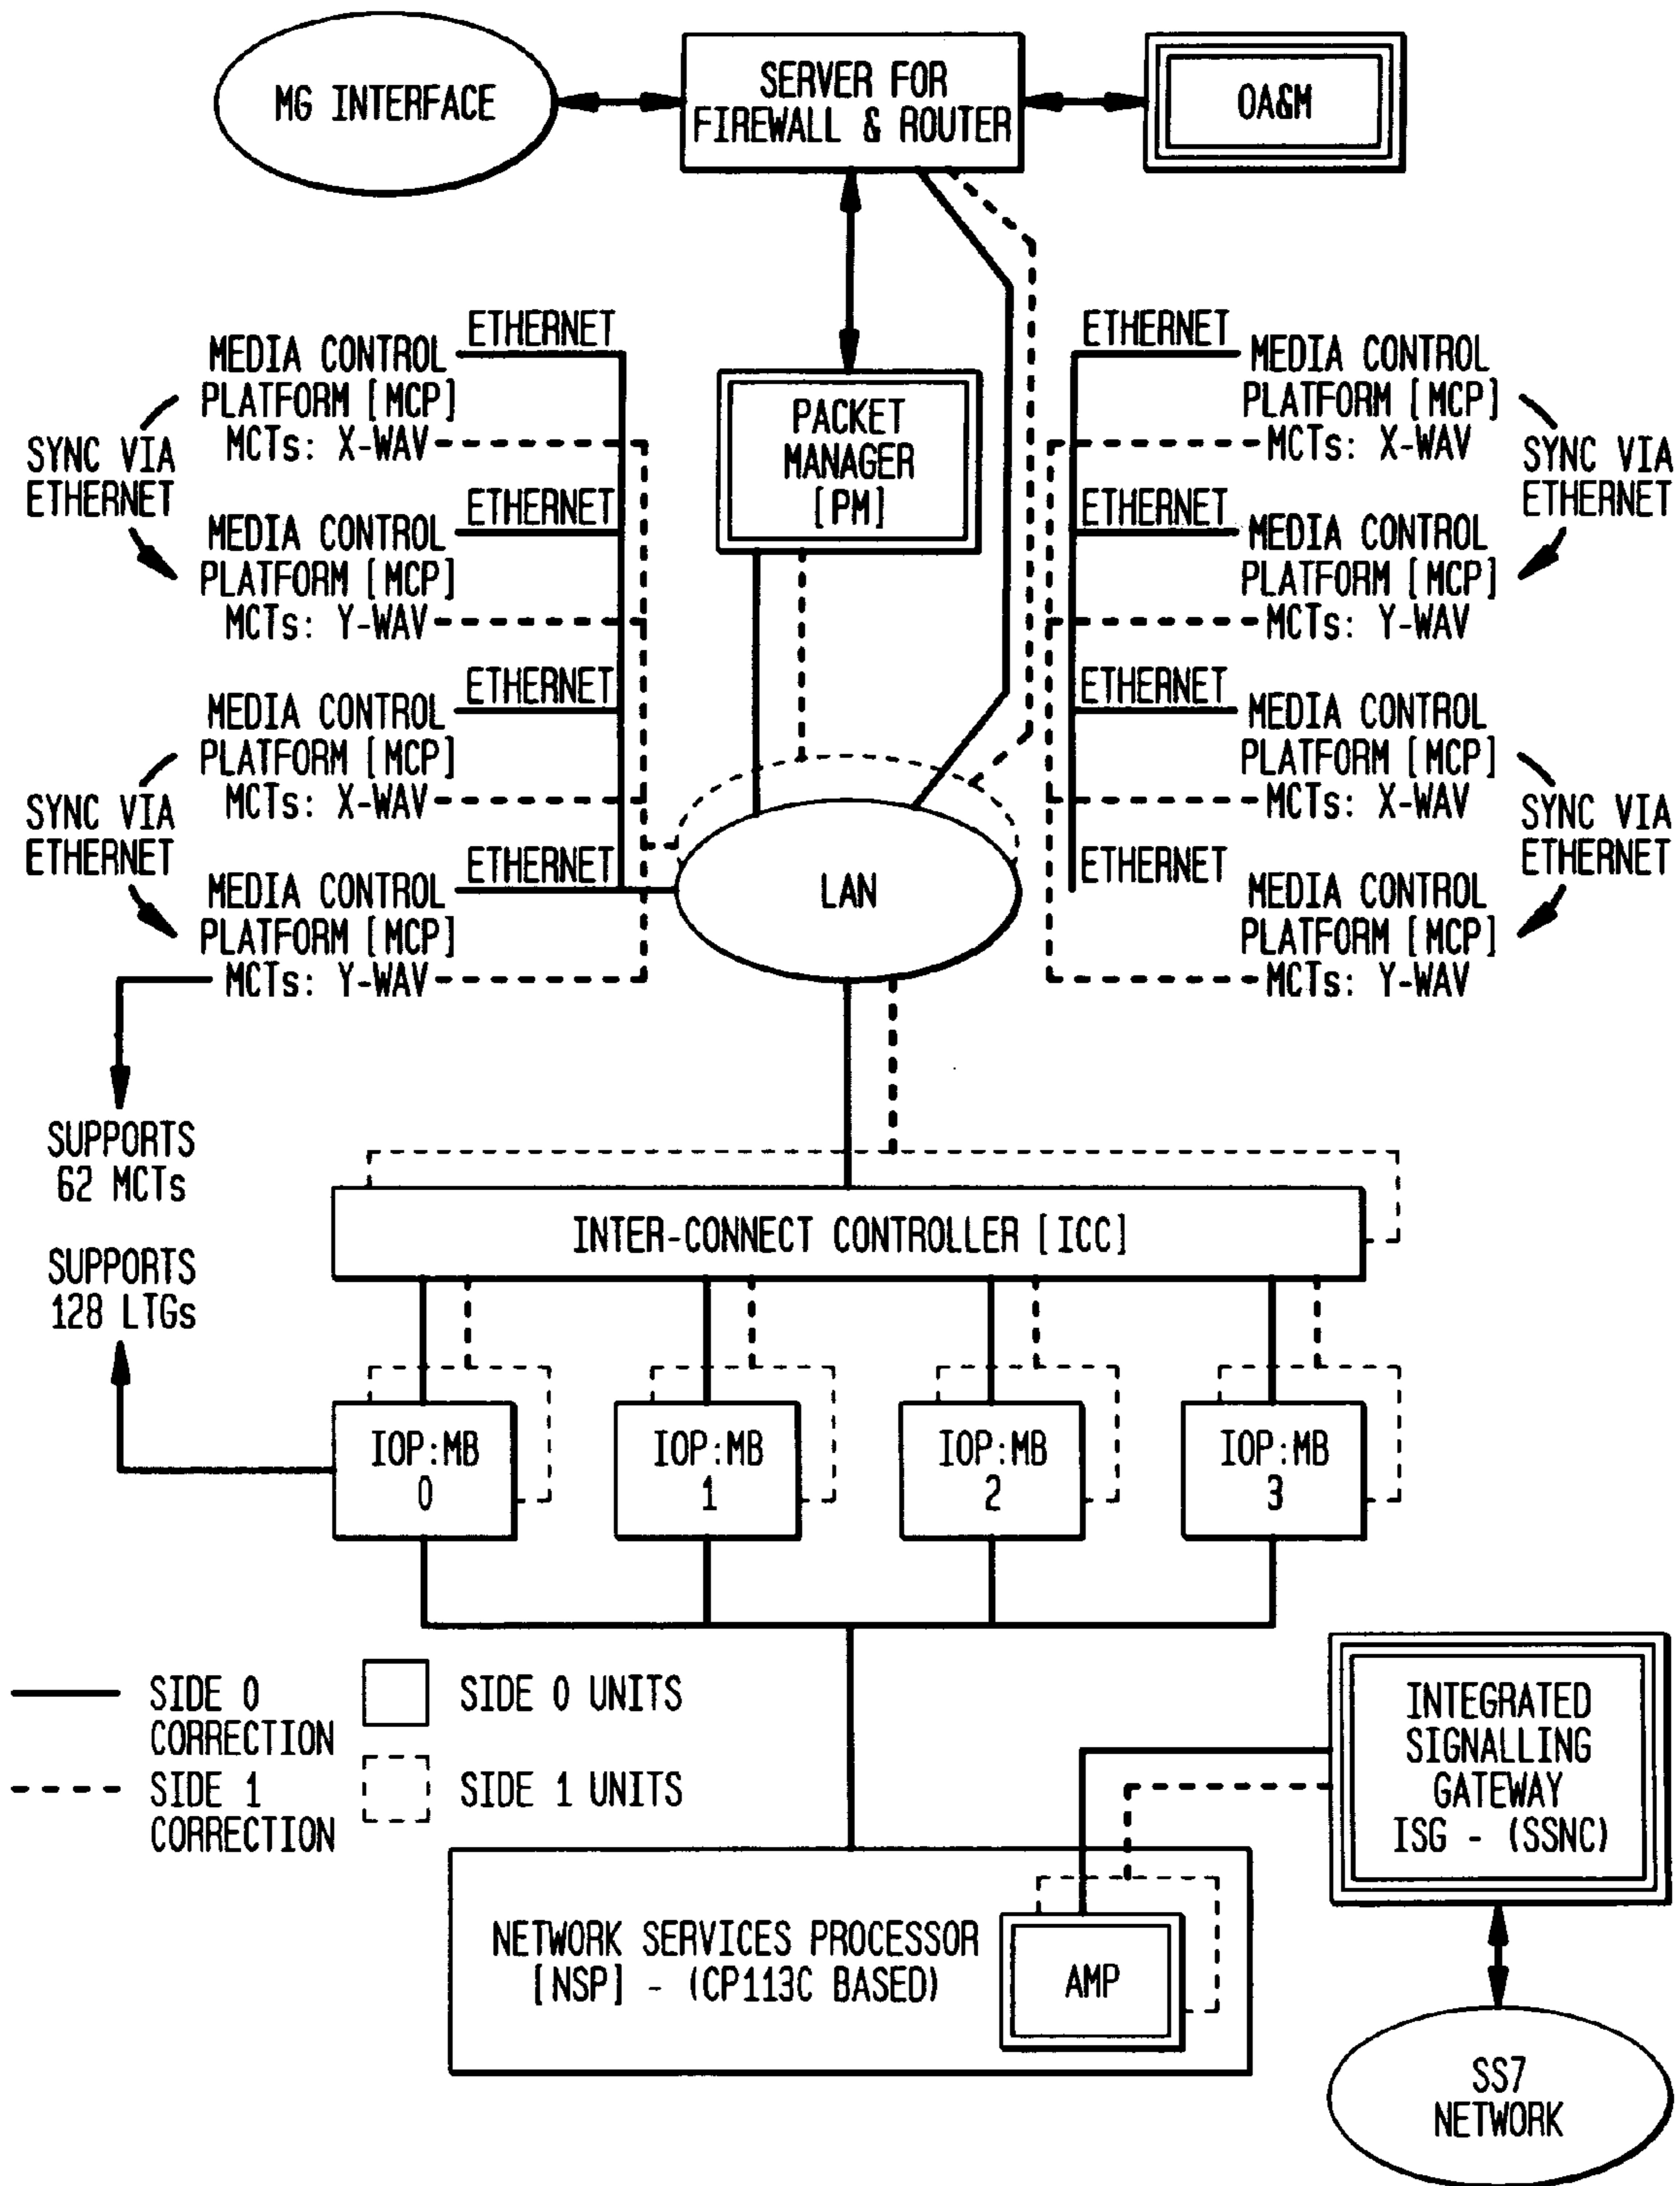 MG INTERFACE
SERVER FOR
FIREWALL & ROUTER
OA&M
ETHERNET
MEDIA CONTROL
PLATFORM [MCP]
MCTs: X-WAV
SYNC VIA
ETHERNET
ETHERNET
MEDIA CONTROL
PLATFORM [MCP]
MCTs: Y-WAV
ETHERNET
MEDIA CONTROL
PLATFORM [MCP]
MCTs: X-WAV
SYNC VIA
ETHERNET
ETHERNET
MEDIA CONTROL
PLATFORM [MCP]
MCTs: Y-WAV
PACKET
MANAGER
[PM]
ETHERNET
MEDIA CONTROL
PLATFORM [MCP]
MCTs: X-WAV
SYNC VIA
ETHERNET
ETHERNET
MEDIA CONTROL
PLATFORM [MCP]
MCTs: Y-WAV
ETHERNET
MEDIA CONTROL
PLATFORM [MCP]
MCTs: X-WAV
SYNC VIA
ETHERNET
ETHERNET
MEDIA CONTROL
PLATFORM [MCP]
MCTs: Y-WAV
LAN
SUPPORTS
62 MCTs
SUPPORTS
128 LTGs
INTER-CONNECT CONTROLLER [ICC]
IOP:MB
0
IOP:MB
1
IOP:MB
2
IOP:MB
3
SIDE 0
CORRECTION
SIDE 0 UNITS
SIDE 1
CORRECTION
SIDE 1 UNITS
INTEGRATED
SIGNALLING
GATEWAY
ISG - (SSNC)
NETWORK SERVICES PROCESSOR
[NSP] - (CP113C BASED)
AMP
SS7
NETWORK